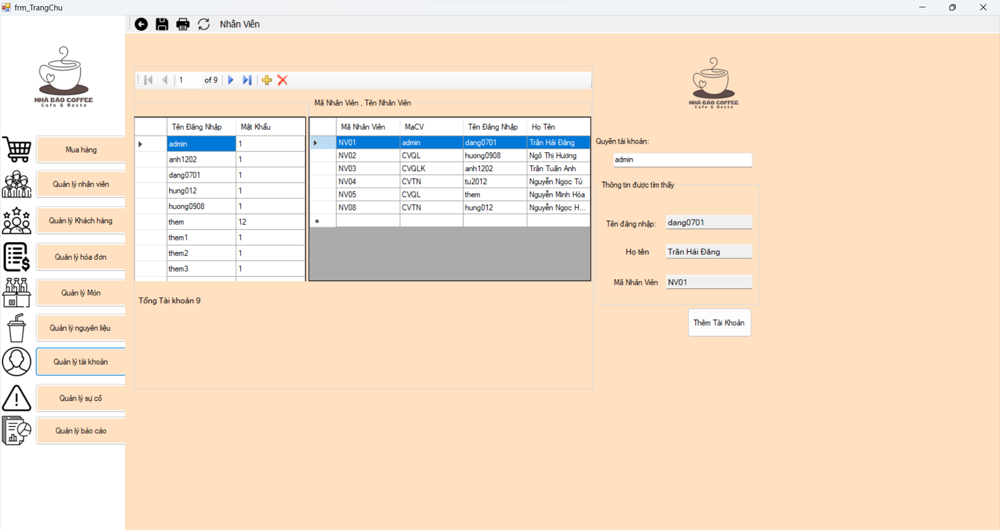 frm_TrangChu
Nhân Viên
NHÀ BÁO COFFEE
Cafe & Resto
Mua hàng
Quản lý nhân viên
Quản lý Khách hàng
Quản lý hóa đơn
Quản lý Món
Quản lý nguyên liệu
Quản lý tài khoản
Quản lý sự cố
Quản lý báo cáo
1 of 9
Tên Đăng Nhập Mật Khẩu
admin 1
anh1202 1
dang0701 1
hung012 1
huong0908 1
them 12
them1 1
them2 1
them3 1
Mã Nhân Viên , Tên Nhân Viên
Mã Nhân Viên MaCV Tên Đăng Nhập Họ Tên
NV01 admin dang0701 Trần Hải Đăng
NV02 CVQL huong0908 Ngô Thị Hương
NV03 CVQLK anh1202 Trần Tuấn Anh
NV04 CVTN tu2012 Nguyễn Ngọc Tú
NV05 CVQL them Nguyễn Minh Hòa
NV08 CVTN hung012 Nguyễn Ngọc H...
Tổng Tài khoản 9
NHÀ BÁO COFFEE
Cafe & Resto
Quyền tài khoản:
admin
Thông tin được tìm thấy
Tên đăng nhập: dang0701
Họ tên Trần Hải Đăng
Mã Nhân Viên NV01
Thêm Tài Khoản